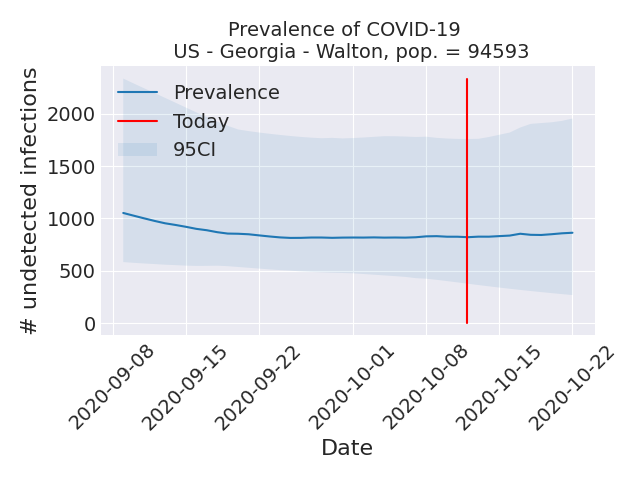 Prevalence of COVID-19
US - Georgia - Walton, pop. = 94593
# undetected infections
2000
1500
1000
500
0
Prevalence
Today
95CI
2020-09-08
2020-09-15
2020-09-22
2020-10-01
2020-10-08
2020-10-15
2020-10-22
Date